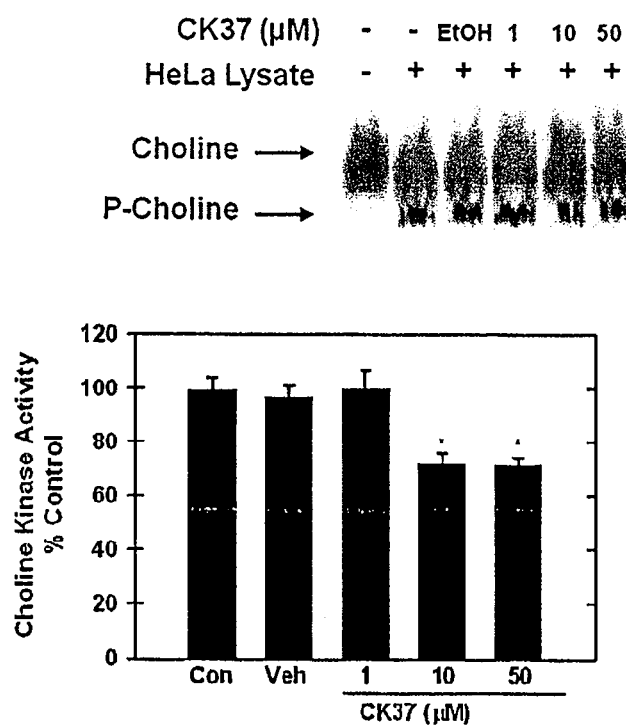 CK37 (μM) - - EtOH 1 10 50
HeLa Lysate - + + + + +
Choline
P-Choline
120
100
80
60
40
20
0
Choline Kinase Activity
% Control
* *
Con Veh 1 10 50
CK37 (μM)